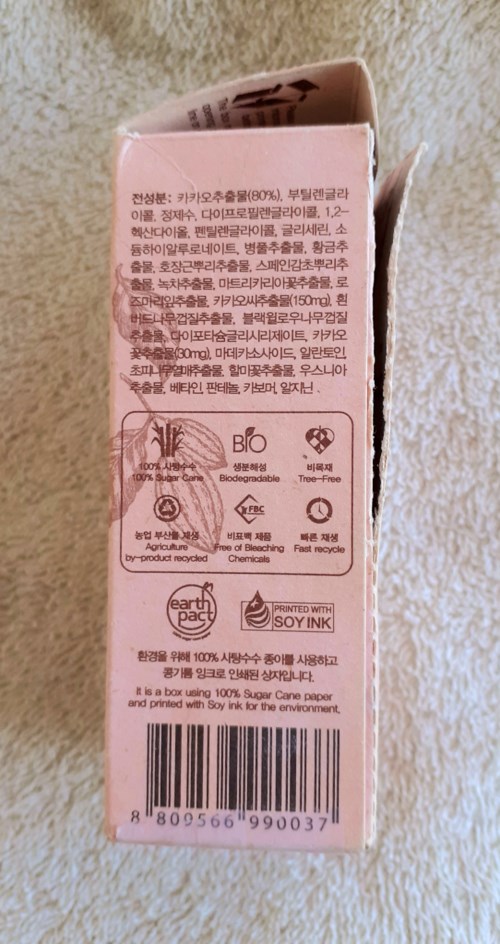 전성분: 카카오추출물(80%), 부틸렌글라
이콜, 정제수, 다이프로필렌글라이콜, 1,2-
헥산다이올, 펜틸렌글라이콜, 글리세린, 소
듐하이알루로네이트, 병풀추출물, 황금추
출물, 호장근뿌리추출물, 스페인감초뿌리추
출물, 녹차추출물, 마트리카리아꽃추출물, 로
즈마리잎추출물, 카카오씨추출물(150mg), 흰
버드나무껍질추출물, 블랙윌로우나무껍질
추출물, 다이포타슘글리시리제이트, 카카오
꽃추출물(30mg), 마데카소사이드, 알란토인,
초피나무열매추출물, 할미꽃추출물, 우스니아
추출물, 베타인, 판테놀, 카보머, 알지닌 .
BIO
FBC
100% 사탕수수
100% Sugar Cane
생분해성
Biodegradable
비목재
Tree-Free
농업 부산물 재생
Agriculture
by-product recycled
비표백 제품
Free of Bleaching
Chemicals
빠른 재생
Fast recycle
earth
pact
PRINTED WITH
SOY INK
환경을 위해 100% 사탕수수 종이를 사용하고
콩기름 잉크로 인쇄된 상자입니다.
It is a box using 100% Sugar Cane paper
and printed with Soy ink for the environment.
8 809566 990037